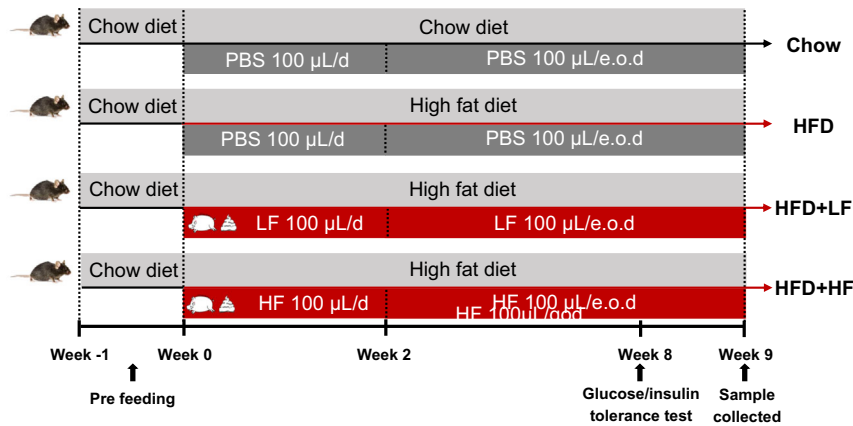 Chow diet
Chow diet
PBS 100 µL/d
PBS 100 µL/e.o.d
Chow
Chow diet
High fat diet
PBS 100 µL/d
PBS 100 µL/e.o.d
HFD
Chow diet
High fat diet
LF 100 µL/d
LF 100 µL/e.o.d
HFD+LF
Chow diet
High fat diet
HF 100 µL/d
HF 100 µL/e.o.d
HF 100µL/
HFD+HF
Week -1
Week 0
Week 2
Week 8
Week 9
Pre feeding
Glucose/insulin
tolerance test
Sample
collected